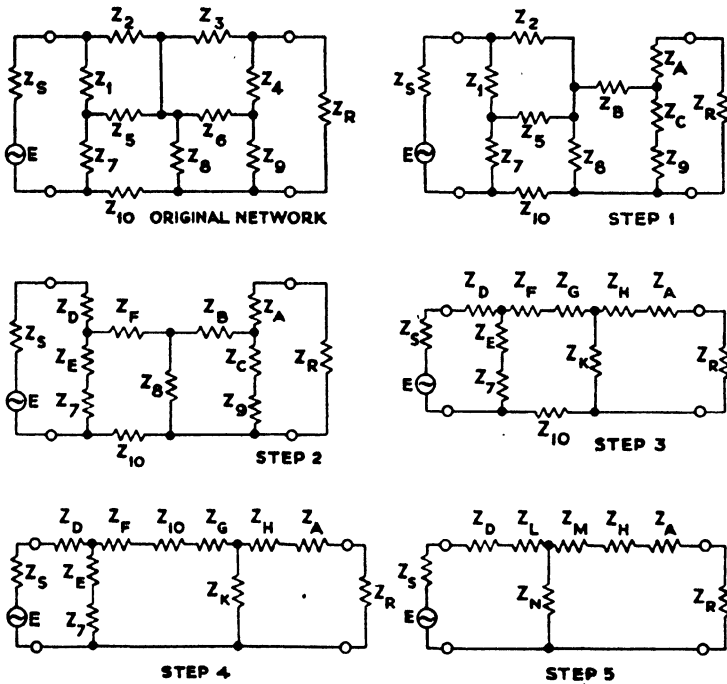 Z2 Z3
ZS Z1 Z4
Z5 Z6 ZR
E Z7 Z8 Z9
Z10 ORIGINAL NETWORK
Z2
ZS Z1 ZA
ZB ZC ZR
Z5
E Z7 Z8 Z9
Z10
STEP 1
ZD ZF ZB ZA
ZS
ZE ZC ZR
E Z7 Z8 Z9
Z10
STEP 2
ZD ZF ZG ZH ZA
ZS ZE
ZK ZR
E Z7
Z10
STEP 3
ZD ZF Z10 ZG ZH ZA
ZS ZE
ZK ZR
E Z7
STEP 4
ZD ZL ZM ZH ZA
ZS
ZN ZR
E
STEP 5